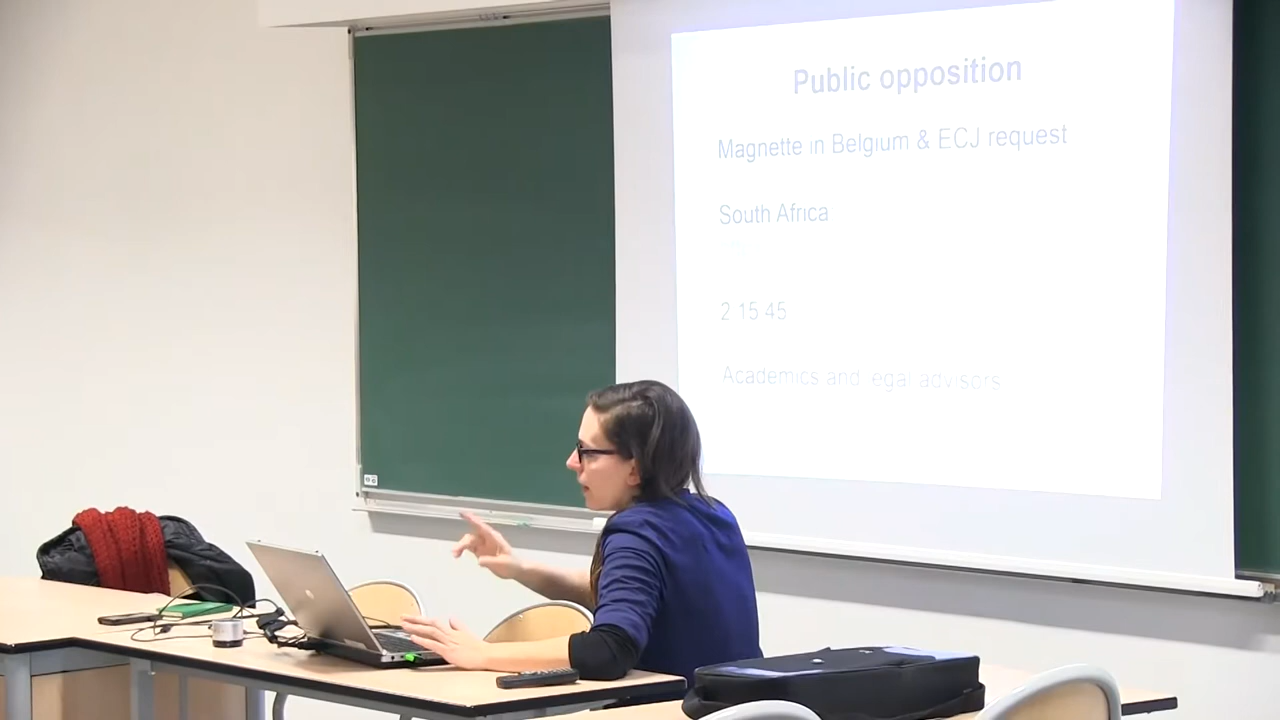 Public opposition
Magnette in Belgium & ECJ request
South Africa
2 15 45
Academics and legal advisors